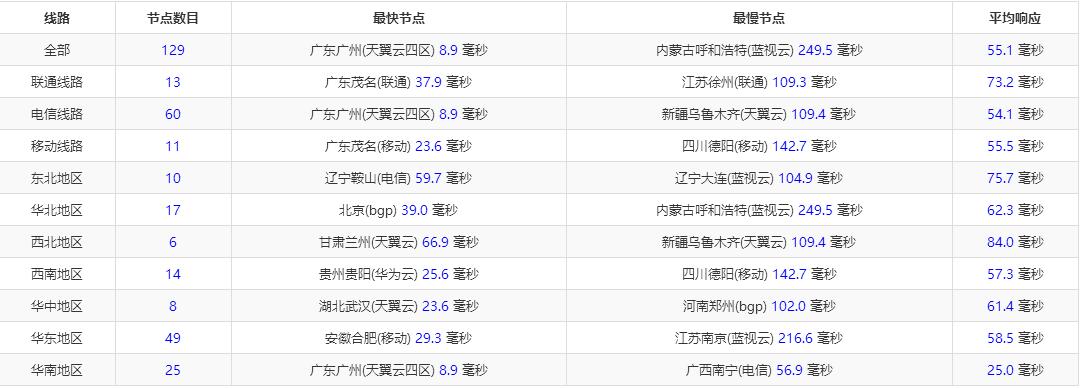 线路 节点数目 最快节点 最慢节点 平均响应
全部 129 广东广州(天翼云四区) 8.9 毫秒 内蒙古呼和浩特(蓝视云) 249.5 毫秒 55.1 毫秒
联通线路 13 广东茂名(联通) 37.9 毫秒 江苏徐州(联通) 109.3 毫秒 73.2 毫秒
电信线路 60 广东广州(天翼云四区) 8.9 毫秒 新疆乌鲁木齐(天翼云) 109.4 毫秒 54.1 毫秒
移动线路 11 广东茂名(移动) 23.6 毫秒 四川德阳(移动) 142.7 毫秒 55.5 毫秒
东北地区 10 辽宁鞍山(电信) 59.7 毫秒 辽宁大连(蓝视云) 104.9 毫秒 75.7 毫秒
华北地区 17 北京(bgp) 39.0 毫秒 内蒙古呼和浩特(蓝视云) 249.5 毫秒 62.3 毫秒
西北地区 6 甘肃兰州(天翼云) 66.9 毫秒 新疆乌鲁木齐(天翼云) 109.4 毫秒 84.0 毫秒
西南地区 14 贵州贵阳(华为云) 25.6 毫秒 四川德阳(移动) 142.7 毫秒 57.3 毫秒
华中地区 8 湖北武汉(天翼云) 23.6 毫秒 河南郑州(bgp) 102.0 毫秒 61.4 毫秒
华东地区 49 安徽合肥(移动) 29.3 毫秒 江苏南京(蓝视云) 216.6 毫秒 58.5 毫秒
华南地区 25 广东广州(天翼云四区) 8.9 毫秒 广西南宁(电信) 56.9 毫秒 25.0 毫秒